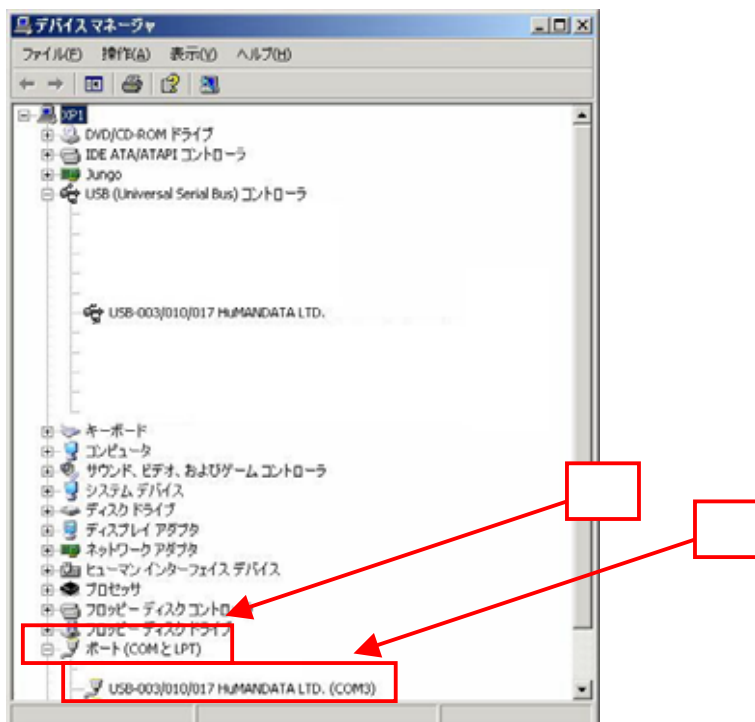 デバイス マネージャ
ファイル(F) 操作(A) 表示(V) ヘルプ(H)
XP1
DVD/CD-ROM ドライブ
IDE ATA/ATAPI コントローラ
Jungo
USB (Universal Serial Bus) コントローラ
USB-003/010/017 HuMANDATA LTD.
キーボード
コンピュータ
サウンド、ビデオ、およびゲーム コントローラ
システム デバイス
ディスク ドライブ
ディスプレイ アダプタ
ネットワーク アダプタ
ヒューマン インターフェイス デバイス
プロセッサ
フロッピー ディスク コントロ
フロッピー ディスク ドライブ
ポート (COM と LPT)
USB-003/010/017 HuMANDATA LTD. (COM3)